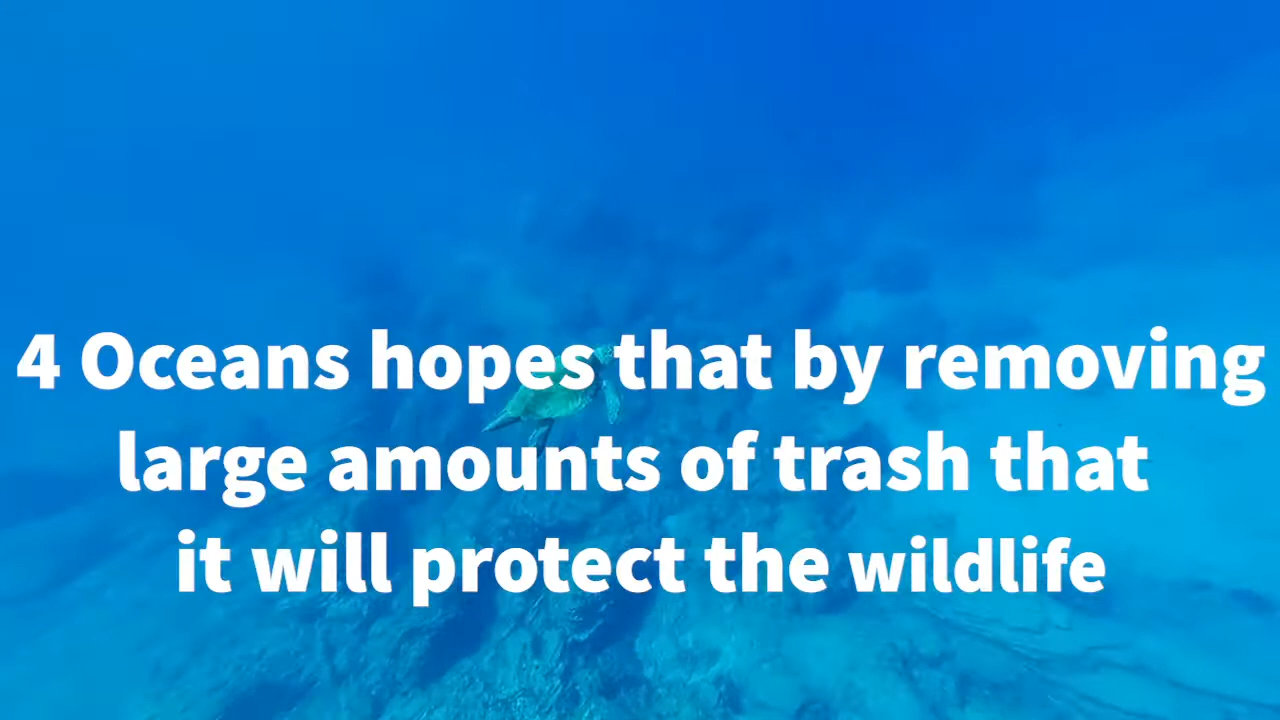 4 Oceans hopes that by removing
large amounts of trash that
it will protect the wildlife